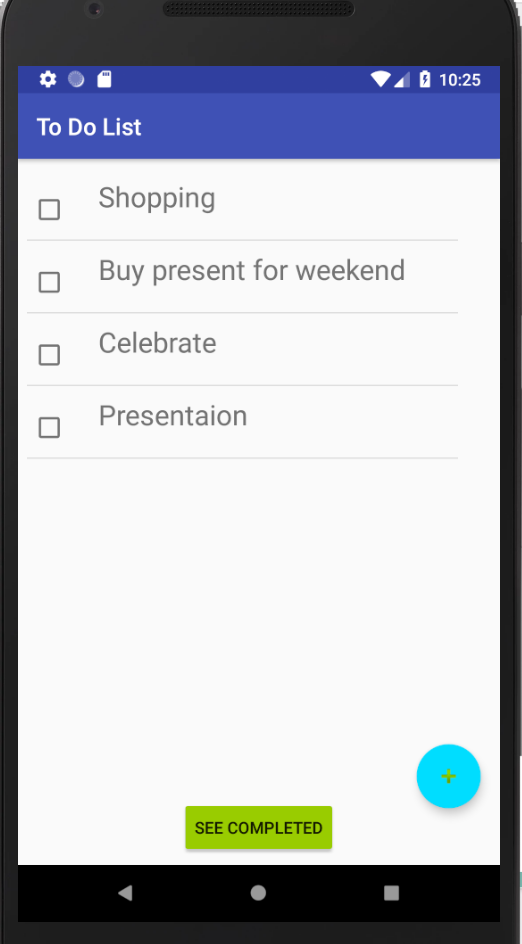 10:25
To Do List
Shopping
Buy present for weekend
Celebrate
Presentaion
+
SEE COMPLETED